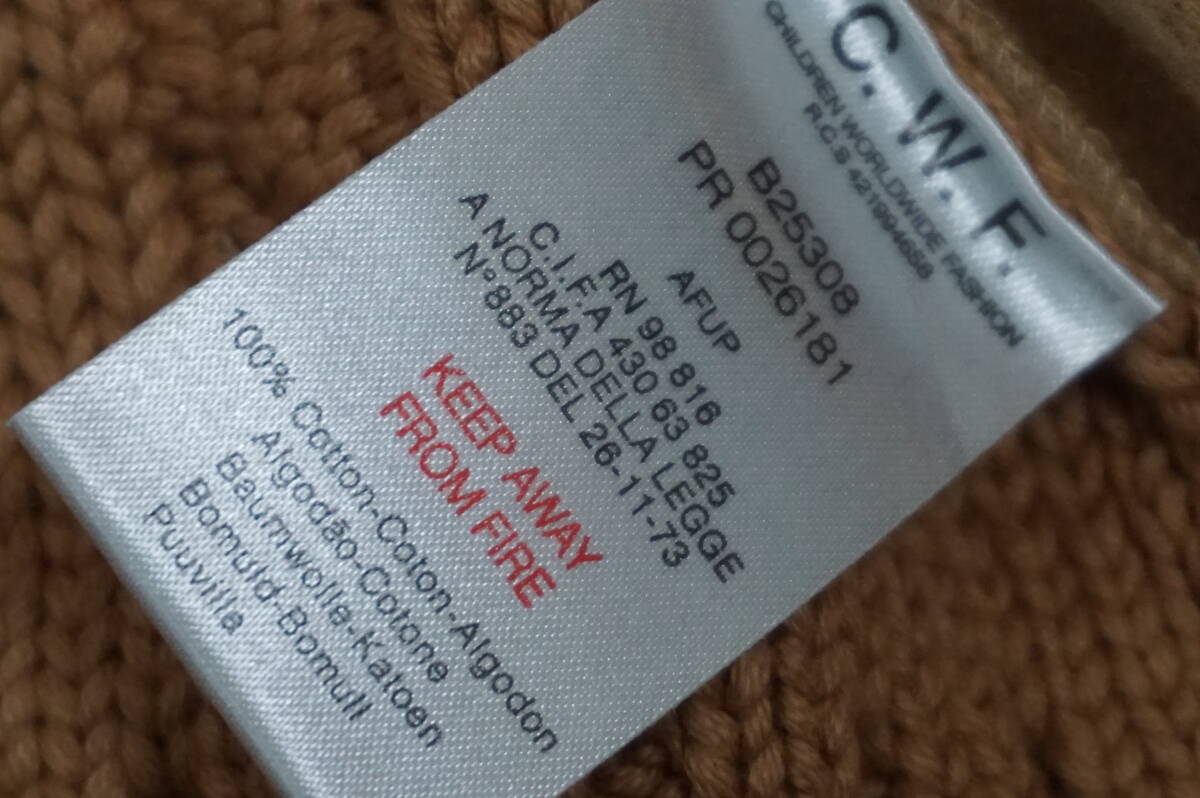 C. W. F.
CHILDREN WORLDWIDE FASHION
R.C.S 421994658
B25308
PR 0026181
AFUP
RN 98 816
C.I.F.A 430 63 825
A NORMA DELLA LEGGE
N°883 DEL 26-11-73
KEEP AWAY
FROM FIRE
100% Cotton-Coton-Algodon
Algodão-Cotone
Baumwolle-Katoen
Bomuld-Bomull
Puuvilla